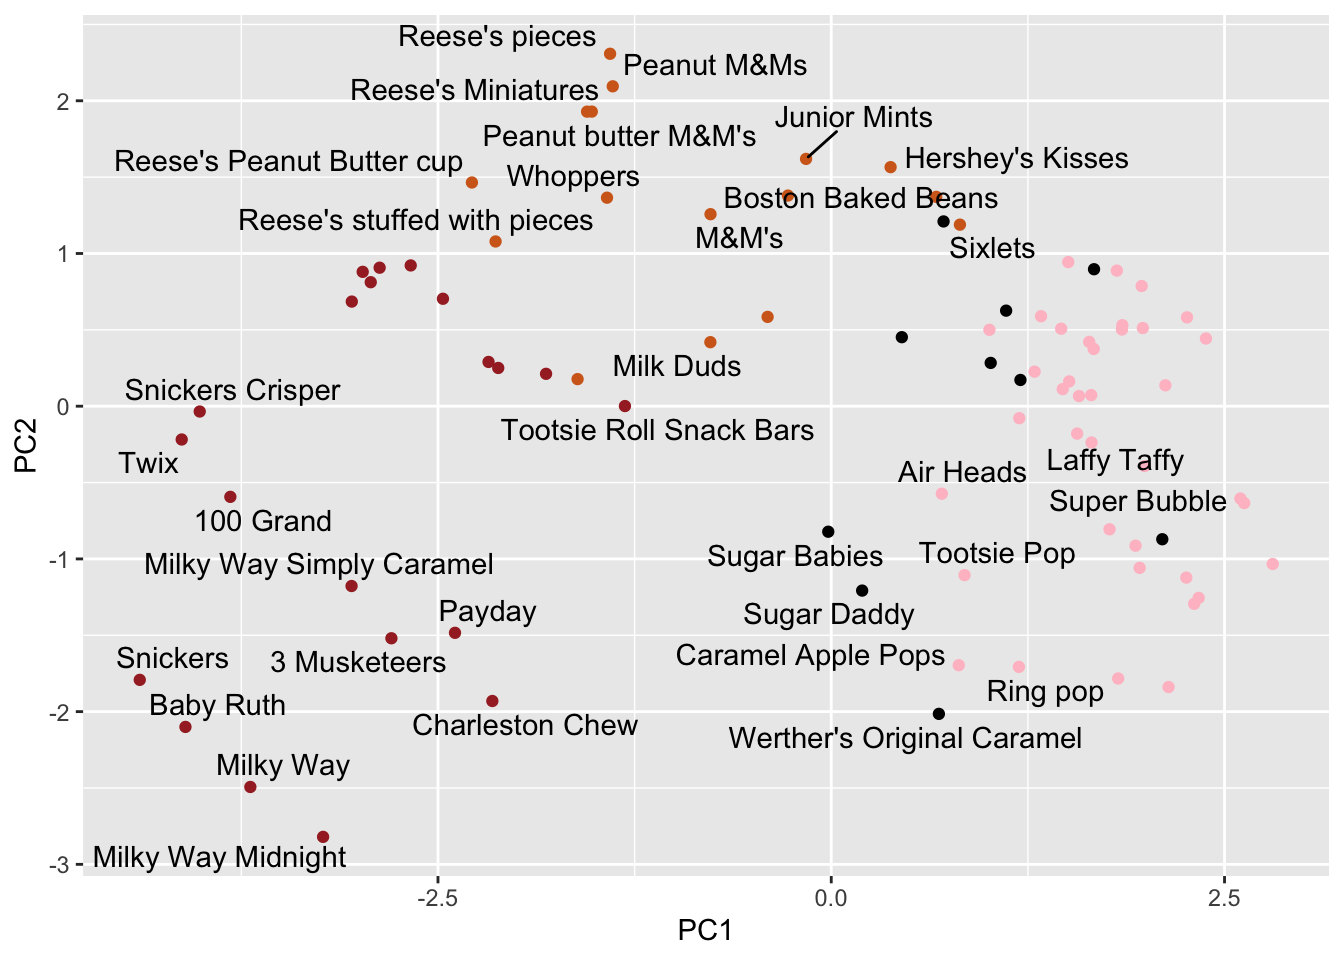 Reese's pieces
Peanut M&Ms
Reese's Miniatures
Junior Mints
Peanut butter M&M's
Reese's Peanut Butter cup
Hershey's Kisses
Whoppers
Boston Baked Beans
Reese's stuffed with pieces
M&M's
Sixlets
Milk Duds
Snickers Crisper
Tootsie Roll Snack Bars
Twix
Laffy Taffy
Air Heads
Super Bubble
100 Grand
Tootsie Pop
Sugar Babies
Milky Way Simply Caramel
Payday
Sugar Daddy
Caramel Apple Pops
Snickers
3 Musketeers
Ring pop
Baby Ruth
Charleston Chew
Werther's Original Caramel
Milky Way
Milky Way Midnight
2
1
0
-1
-2
-3
PC2
-2.5
0.0
2.5
PC1